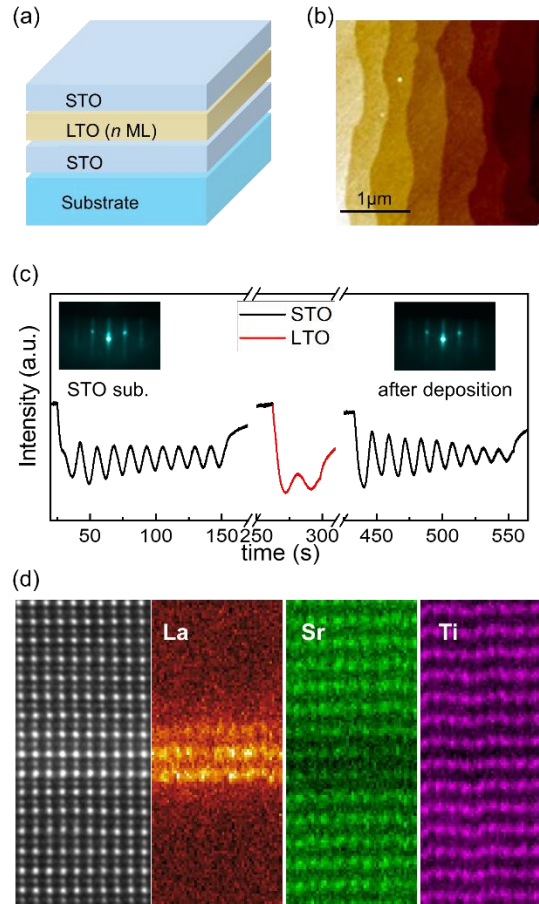 (a)
STO
LTO (n ML)
STO
Substrate
(b)
1μm
(c)
Intensity (a.u.)
STO
LTO
STO sub.
after deposition
50 100 150 250 300 450 500 550
time (s)
(d)
La
Sr
Ti